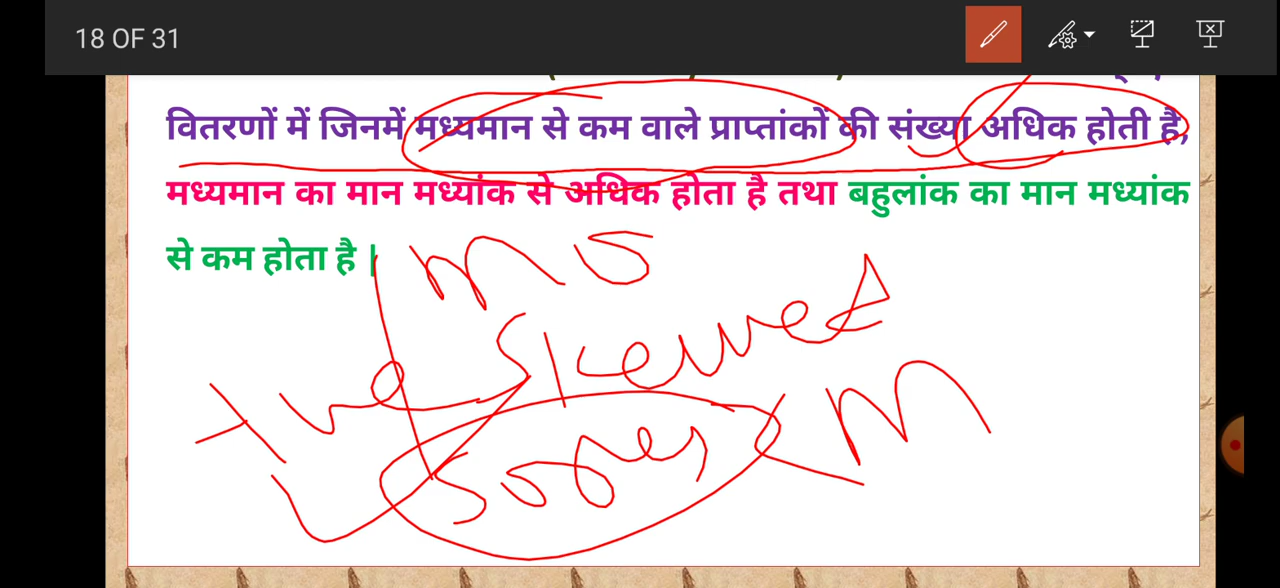 18 OF 31
वितरणों में जिनमें मध्यमान से कम वाले प्राप्तांकों की संख्या अधिक होती है,
मध्यमान का मान मध्यांक से अधिक होता है तथा बहुलांक का मान मध्यांक
से कम होता है |
+ve Skewed
Scores < M